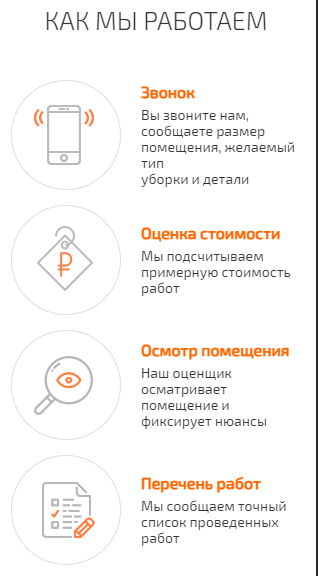 КАК МЫ РАБОТАЕМ
Звонок
Вы звоните нам,
сообщаете размер
помещения, желаемый
тип
уборки и детали
Оценка стоимости
Мы подсчитываем
примерную стоимость
работ
Осмотр помещения
Наш оценщик
осматривает
помещение и
фиксирует нюансы
Перечень работ
Мы сообщаем точный
список проведенных
работ